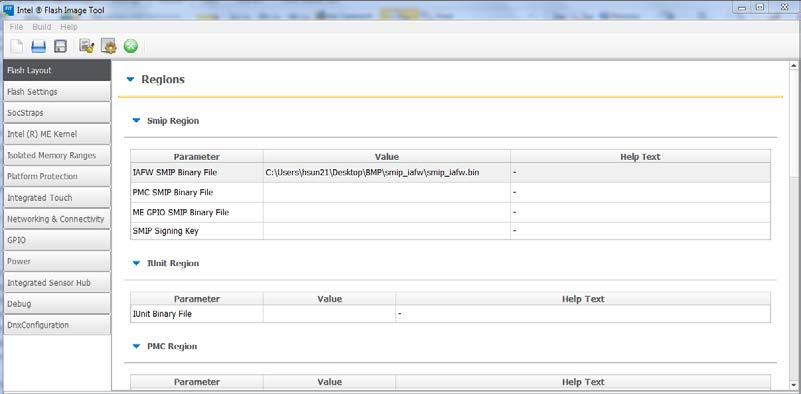 Intel ® Flash Image Tool
File Build Help
Flash Layout
Flash Settings
SocStraps
Intel (R) ME Kernel
Isolated Memory Ranges
Platform Protection
Integrated Touch
Networking & Connectivity
GPIO
Power
Integrated Sensor Hub
Debug
DnxConfiguration
Regions
Smip Region
Parameter Value Help Text
IAFW SMIP Binary File C:\Users\hsun21\Desktop\BMP\smip_iafw\smip_iafw.bin -
PMC SMIP Binary File -
ME GPIO SMIP Binary File -
SMIP Signing Key -
IUnit Region
Parameter Value Help Text
IUnit Binary File -
PMC Region
Parameter Value Help Text